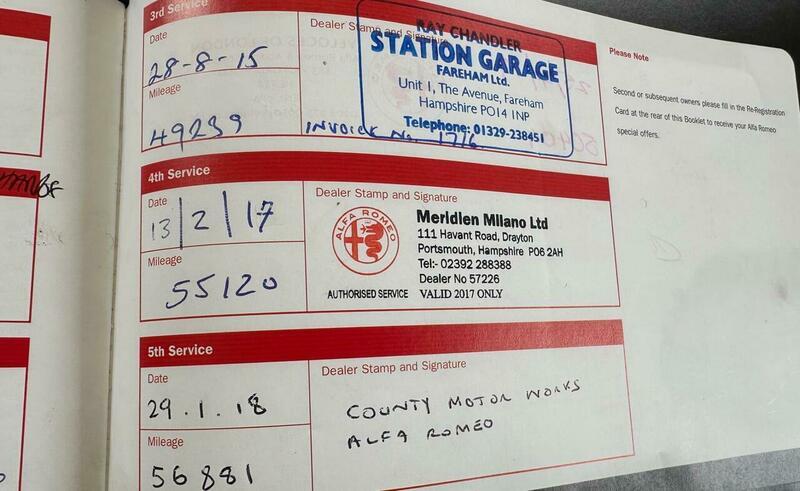 3rd Service
Date
28-8-15
Mileage
49239
Dealer Stamp and Signature
RAY CHANDLER
STATION GARAGE
FAREHAM Ltd.
Unit 1, The Avenue, Fareham
Hampshire PO14 1NP
Telephone: 01329-238451
INVOICE No. 1776
4th Service
Date
13/2/17
Mileage
55120
Dealer Stamp and Signature
ALFA ROMEO
AUTHORISED SERVICE
Meridien Milano Ltd
111 Havant Road, Drayton
Portsmouth, Hampshire PO6 2AH
Tel:- 02392 288388
Dealer No 57226
VALID 2017 ONLY
5th Service
Date
29.1.18
Mileage
56881
Dealer Stamp and Signature
COUNTY MOTOR WORKS
ALFA ROMEO
Please Note
Second or subsequent owners please fill in the Re-Registration
Card at the rear of this Booklet to receive your Alfa Romeo
special offers.